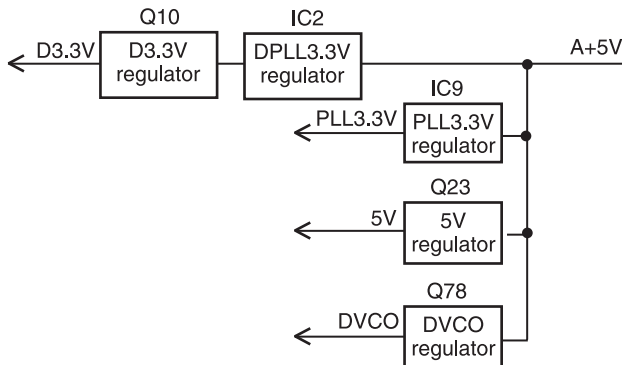 Q10
IC2
D3.3V
D3.3V
regulator
DPLL3.3V
regulator
A+5V
IC9
PLL3.3V
PLL3.3V
regulator
Q23
5V
5V
regulator
Q78
DVCO
DVCO
regulator